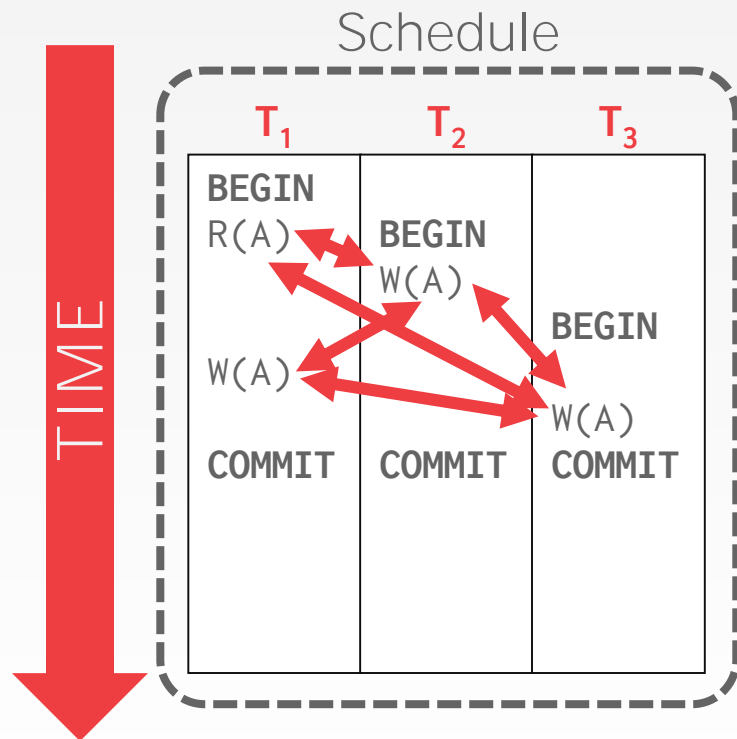 Schedule
TIME
T₁ T₂ T₃
BEGIN
R(A) BEGIN
W(A)
BEGIN
W(A)
W(A)
COMMIT COMMIT COMMIT